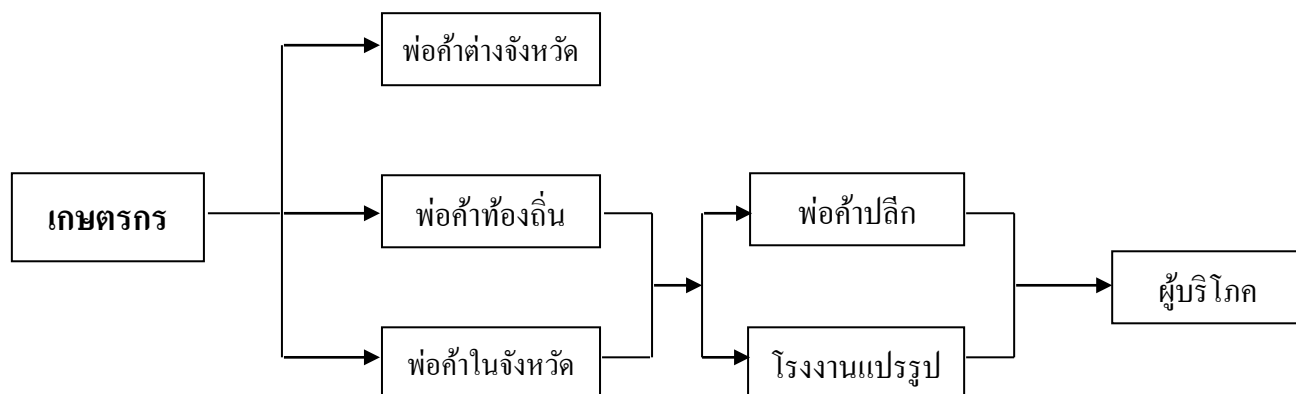 พ่อค้าต่างจังหวัด
เกษตรกร
พ่อค้าท้องถิ่น
พ่อค้าปลีก
ผู้บริโภค
พ่อค้าในจังหวัด
โรงงานแปรรูป